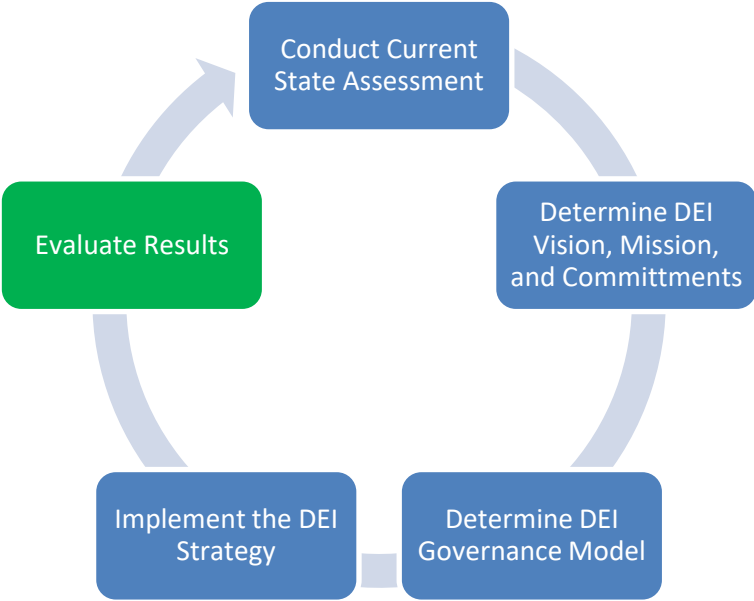 Conduct Current
State Assessment
Determine DEI
Vision, Mission,
and Committments
Determine DEI
Governance Model
Implement the DEI
Strategy
Evaluate Results